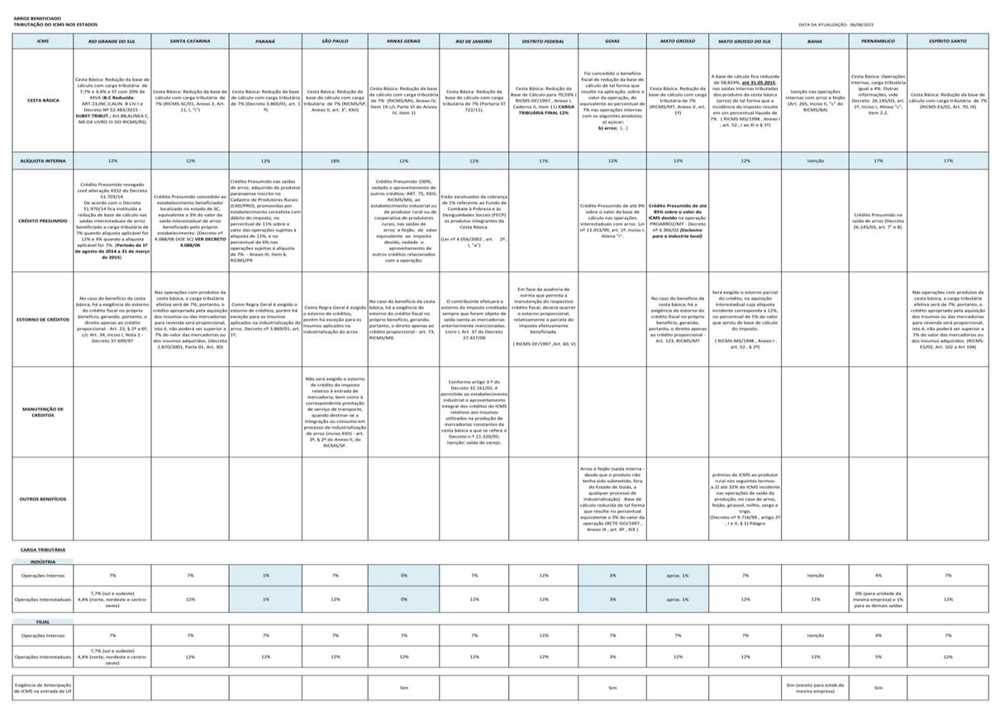 ARROZ BENEFICIADO
TRIBUTAÇÃO DO ICMS NOS ESTADOS
DATA DA ATUALIZAÇÃO: 06/08/2015
ICMS
RIO GRANDE DO SUL
SANTA CATARINA
PARANÁ
SÃO PAULO
MINAS GERAIS
RIO DE JANEIRO
DISTRITO FEDERAL
GOIAS
MATO GROSSO
MATO GROSSO DO SUL
BAHIA
PERNAMBUCO
ESPÍRITO SANTO
CESTA BÁSICA
Cesta Básica: Redução da base de
cálculo com carga tributária de
7,7% e 4,4% e ST com 20% de
MVA (B.C Reduzida:
ART.23,INC.II,ALIN. B LIV.I e
Decreto Nº 52.483/2015 -
SUBST.TRIBUT.: Art.88,ALINEA C,
NR.04 LIVRO III DO RICMS/RS)
Cesta Básica: Redução da base de
cálculo com carga tributária de
7% (RICMS-SC/01, Anexo 2, Art.
11, I, "i")
Cesta Básica: Redução da base de
cálculo com carga tributária de
7% (Decreto 3.869/01, art. 1
º)
Cesta Básica: Redução da
base de cálculo com carga
tributária de 7% (RICMS/SP,
Anexo II, art. 3°, XXII)
Cesta Básica: Redução da base
de cálculo com carga tributária
de 7% (RICMS/MG, Anexo IV,
item 19 c/c Parte VI do Anexo
IV, item 1)
Cesta Básica: Redução da
base de cálculo com carga
tributária de 7% (Portaria ST
722/11).
Cesta Básica: Redução da
Base de Cálculo para 70,59% (
RICMS-DF/1997 , Anexo I,
Caderno II, item 11) CARGA
TRIBUTÁRIA FINAL 12%
Foi concedido o benefício
fiscal de redução da base de
cálculo de tal forma que
resulte na aplicação, sobre o
valor da operação, do
equivalente ao percentual de
7% nas operações internas
com os seguintes produtos:
a) açúcar;
b) arroz; (...)
Cesta Básica: Redução da
base de cálculo com carga
tributária de 7%
(RICMS/MT, Anexo V, art.
1º)
A base de cálculo fica reduzida
de 58,824%, até 31.05.2015,
nas saídas internas tributadas
dos produtos da cesta básica
(arroz) de tal forma que a
incidência do imposto resulte
em um percentual líquido de
7% ( RICMS-MS/1998 , Anexo I
, art. 52 , I ao XI e § 1º)
Isenção nas operações
internas com arroz e feijão
(Art. 265, Inciso II, "c" do
RICMS/BA)
Cesta Básica: Operações
internas, carga tributária
igual a 4%. Outras
informações, vide
Decreto 26.145/03, art.
1º, Inciso I, Alínea "c",
Item 2.2.
Cesta Básica: Redução da base de
cálculo com carga tributária de 7%
(RICMS-ES/02, Art. 70, IX)
ALÍQUOTA INTERNA
12%
12%
12%
18%
12%
12%
17%
12%
12%
12%
Isenção
17%
17%
CRÉDITO PRESUMIDO
Crédito Presumido revogado
conf.alteração 4332 do Decreto
51.703/14.
De acordo com o Decreto
51.970/14 fica instituída a
redução de base de cálculo nas
saídas interestaduais de arroz
beneficiado a carga tributária de
7% quando alíquota aplicável for
12% e 4% quando a alíquota
aplicável for 7%. (Período de 1º
de agosto de 2014 a 31 de março
de 2015).
Crédito Presumido concedido ao
estabelecimento beneficiador
localizado no estado de SC,
equivalente a 3% do valor da
saída interestadual de arroz
beneficiado pelo próprio
estabelecimento. (Decreto nº
4.088/06 DOE SC) VER DECRETO
4.088/06
Crédito Presumido nas saídas
de arroz, adquirido de produtor
paranaense inscrito no
Cadastro de Produtores Rurais
(CAD/PRO), promovidas por
estabelecimento cerealista com
débito do imposto, no
percentual de 11% sobre o
valor das operações sujeitas à
alíquota de 12%, e no
percentual de 6% nas
operações sujeitas à alíquota
de 7%. - Anexo III, Item 6,
RICMS/PR
Crédito Presumido 100%,
vedado o aproveitamento de
outros créditos: ART. 75, XXIII,
RICMS/MG, ao
estabelecimento industrial ou
de produtor rural ou de
cooperativa de produtores
rurais, nas saídas de
arroz e feijão, de valor
equivalente ao imposto
devido, vedado o
aproveitamento de
outros créditos relacionados
com a operação;
Estão excetuados da cobrança
de 1% referente ao Fundo de
Combate à Pobreza e às
Desigualdades Sociais (FECP)
os produtos integrantes da
Cesta Básica.
(Lei nº 4.056/2002 , art. 2º ,
I, "a")
Crédito Presumido de até 9%
sobre o valor da base de
cálculo nas operações
interestaduais com arroz. Lei
nº 13.453/99, art. 1º, Inciso I,
Alíena "i".
Crédito Presumido de até
85% sobre o valor do
ICMS devido na operação -
PROARROZ/MT - Decreto
nº 4.366/02 (Exclusivo
para a Industria local)
Crédito Presumido na
saída de arroz (Decreto
26.145/03, art. 7° e 8).
ESTORNO DE CRÉDITOS
No caso do benefício da cesta
básica, há a exigência do estorno
do crédito fiscal no próprio
benefício, gerando, portanto, o
direito apenas ao crédito
proporcional - Art. 23, § 2º a 6º,
c/c Art. 34, Inciso I, Nota 2 -
Decreto 37.699/97
Nas operações com produtos da
cesta básica, a carga tributária
efetiva será de 7%; portanto, o
crédito apropriado pela aquisição
dos insumos ou das mercadorias
para revenda será proporcional,
isto é, não poderá ser superior a
7% do valor das mercadorias ou
dos insumos adquiridos. (decreto
2.870/2001, Parte 01, Art. 30)
Como Regra Geral é exigido o
estorno de créditos, porém há
exceção para os insumos
aplicados na industrialização do
arroz. Decreto nº 3.869/01, art.
1º,
Como Regra Geral é exigido
o estorno de créditos,
porém há exceção para os
insumos aplicados na
industrialização do arroz.
No caso do benefício da cesta
básica, há a exigência do
estorno do crédito fiscal no
próprio benefício, gerando,
portanto, o direito apenas ao
crédito proporcional - art. 73,
RICMS/MG
O contribuinte efetuará o
estorno do imposto creditado
sempre que forem objeto de
saída isenta as mercadorias
anteriormente mencionadas.
Livro I, Art. 37 do Decreto
27.427/00
Em face da ausência de
norma que permita a
manutenção do respectivo
crédito fiscal, deverá ocorrer
o estorno proporcional,
relativamente à parcela do
imposto efetivamente
beneficiada.
( RICMS-DF/1997 ,Art. 60, V)
No caso do benefício da
cesta básica, há a
exigência do estorno do
crédito fiscal no próprio
benefício, gerando,
portanto, o direito apenas
ao crédito proporcional -
Art. 123, RICMS/MT
Será exigido o estorno parcial
do crédito, na aquisição
interestadual cuja alíquota
incidente corresponda a 12%,
no percentual de 5% do valor
que serviu de base de cálculo
do imposto.
( RICMS-MS/1998 , Anexo I ,
art. 52 , § 2º)
Nas operações com produtos da
cesta básica, a carga tributária
efetiva será de 7%; portanto, o
crédito apropriado pela aquisição
dos insumos ou das mercadorias
para revenda será proporcional,
isto é, não poderá ser superior a
7% do valor das mercadorias ou
dos insumos adquiridos. (RICMS-
ES/02, Art. 102 a Art 104)
MANUTENÇÃO DE
CRÉDITOS
Não será exigido o estorno
de crédito do imposto
relativo à entrada de
mercadoria, bem como à
correspondente prestação
de serviço de transporte,
quando destinar-se a
integração ou consumo em
processo de industrialização
de arroz (inciso XXII) - art.
3º, § 2º do Anexo II, do
RICMS/SP.
Conforme artigo 3.º do
Decreto 32.161/02, é
permitido ao estabelecimento
industrial o aproveitamento
integral dos créditos do ICMS
relativos aos insumos
utilizados na produção de
mercadorias constantes da
cesta básica a que se refere o
Decreto n.º 21.320/95;
Isenção: saída do varejo.
OUTROS BENEFÍCIOS
Arroz e feijão (saída interna -
desde que o produto não
tenha sido submetido, fora
do Estado de Goiás, a
qualquer processo de
industrialização) - Base de
cálculo reduzida de tal forma
que resulte no percentual
equivalente a 3% do valor da
operação (RCTE-GO/1997 ,
Anexo IX , art. 8º , XIX )
prêmios de ICMS ao produtor
rural nos seguintes termos:
a.2) até 32% do ICMS incidente
nas operações de saída da
produção, no caso de arroz,
feijão, girassol, milho, sorgo e
trigo.
(Decreto nº 9.716/99 , artigo 2º
, I e II, § 1) Pdagro
CARGA TRIBUTÁRIA
INDÚSTRIA
Operações Internas
7%
7%
1%
7%
0%
7%
12%
3%
aprox. 1%
7%
Isenção
4%
7%
Operações Interestaduais
7,7% (sul e sudeste)
4,4% (norte, nordeste e centro-
oeste)
12%
1%
12%
0%
12%
12%
3%
aprox. 1%
12%
12%
0% (para unidade da
mesma empresa) e 1%
para as demais saídas
12%
FILIAL
Operações Internas
7%
7%
7%
7%
7%
7%
12%
7%
7%
7%
Isenção
4%
7%
Operações Interestaduais
7,7% (sul e sudeste)
4,4% (norte, nordeste e centro-
oeste)
12%
12%
12%
12%
12%
12%
3%
12%
12%
12%
5%
12%
Exigência de Antecipação
de ICMS na entrada da UF
Sim
Sim
Sim (exceto para estab.da
mesma empresa)
Sim